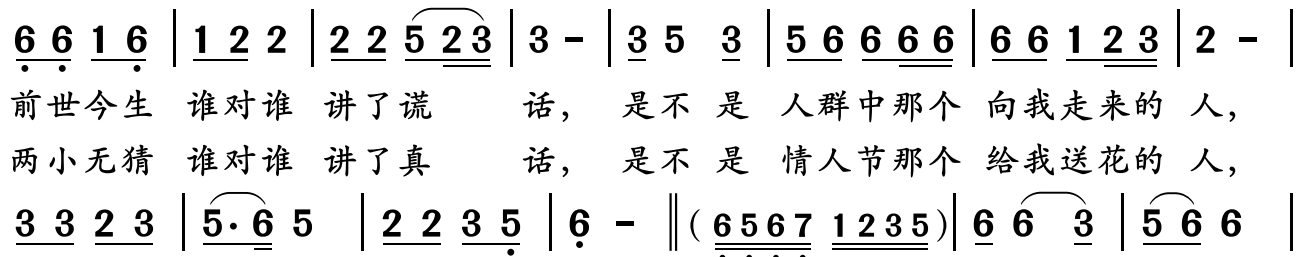 6 6 1 6 | 1 2 2 | 2 2 5 2 3 | 3 - | 3 5 3 | 5 6 6 6 6 | 6 6 1 2 3 | 2 - |
前世今生 谁对谁 讲了谎 话, 是不是 人群中那个 向我走来的 人,
两小无猜 谁对谁 讲了真 话, 是不是 情人节那个 给我送花的 人,
3 3 2 3 | 5· 6 5 | 2 2 3 5 | 6 - ‖ ( 6 5 6 7 1 2 3 5 ) | 6 6 3 | 5 6 6 |